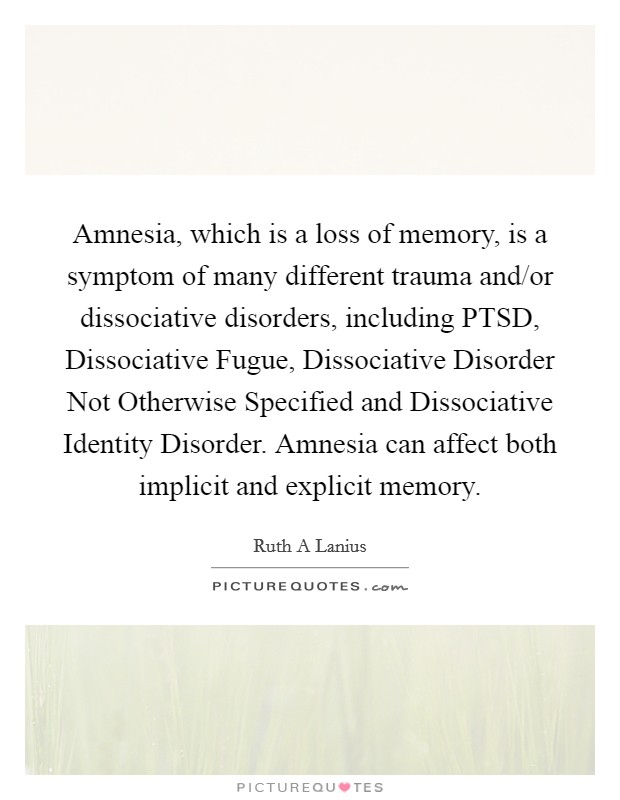 Amnesia, which is a loss of memory, is a
symptom of many different trauma and/or
dissociative disorders, including PTSD,
Dissociative Fugue, Dissociative Disorder
Not Otherwise Specified and Dissociative
Identity Disorder. Amnesia can affect both
implicit and explicit memory.
Ruth A Lanius
PICTUREQUOTES.com
PICTUREQUOTES